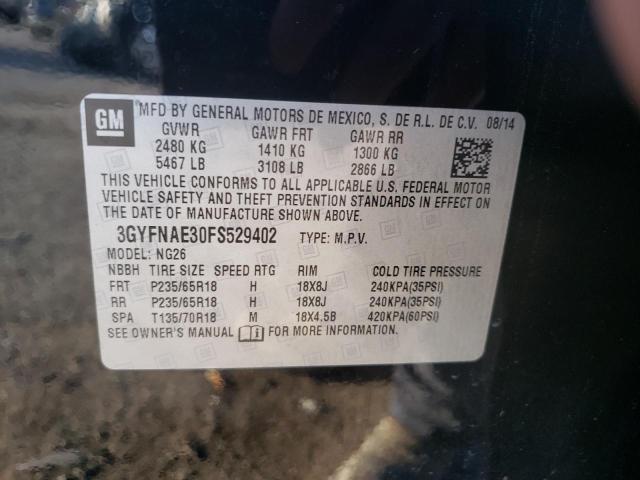 GM
MFD BY GENERAL MOTORS DE MEXICO, S. DE R.L. DE C.V. 08/14
GVWR GAWR FRT GAWR RR
2480 KG 1410 KG 1300 KG
5467 LB 3108 LB 2866 LB
THIS VEHICLE CONFORMS TO ALL APPLICABLE U.S. FEDERAL MOTOR
VEHICLE SAFETY AND THEFT PREVENTION STANDARDS IN EFFECT ON
THE DATE OF MANUFACTURE SHOWN ABOVE.
3GYFNAE30FS529402 TYPE: M.P.V.
MODEL: NG26
NBBH TIRE SIZE SPEED RTG RIM COLD TIRE PRESSURE
FRT P235/65R18 H 18X8J 240KPA(35PSI)
RR P235/65R18 H 18X8J 240KPA(35PSI)
SPA T135/70R18 M 18X4.5B 420KPA(60PSI)
SEE OWNER'S MANUAL FOR MORE INFORMATION.